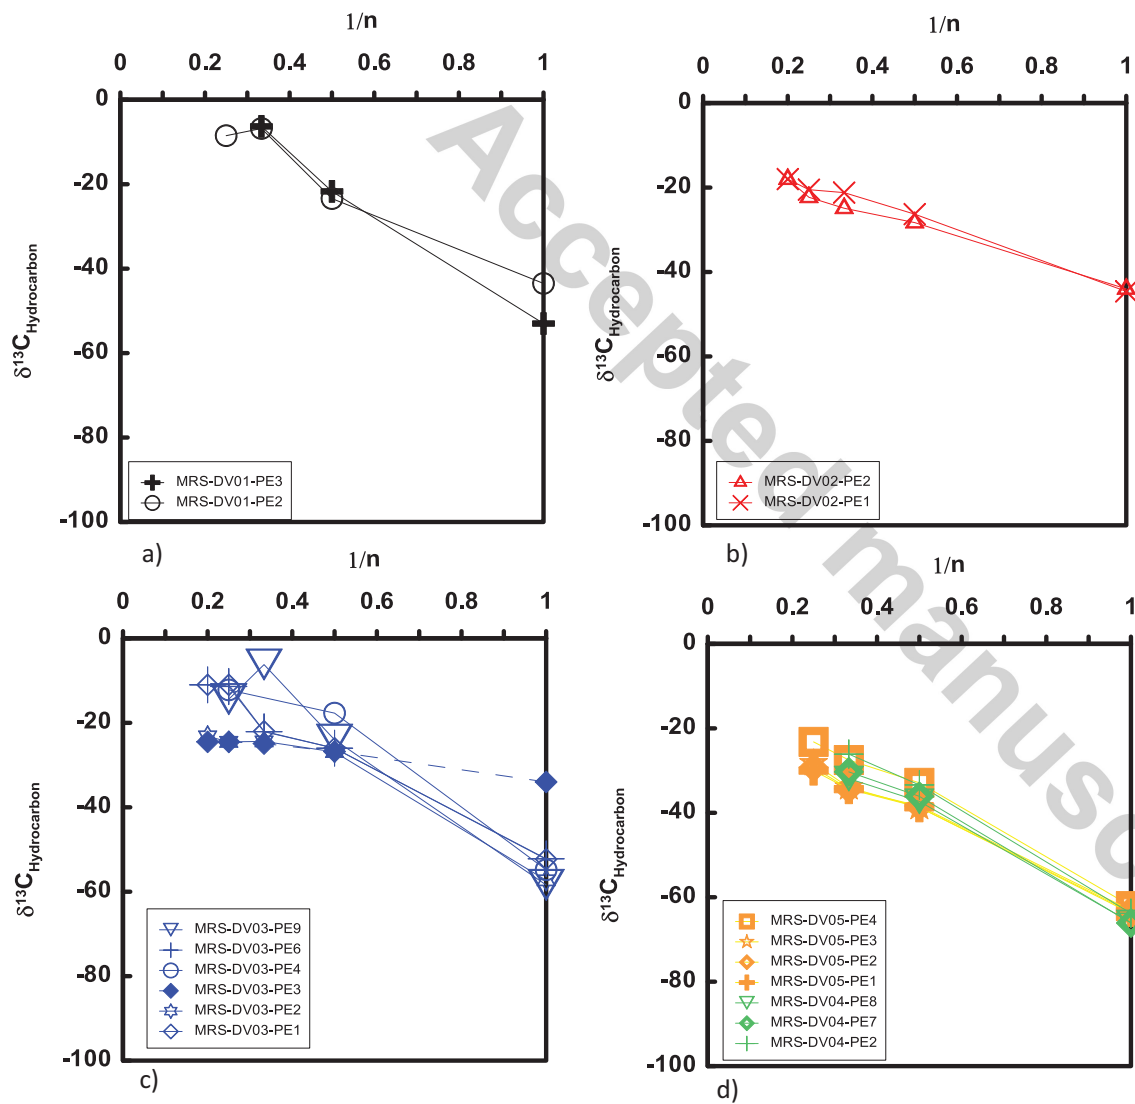 1/n
0 0.2 0.4 0.6 0.8 1
0
-20
-40
-60
-80
-100
δ13CHydrocarbon
MRS-DV01-PE3
MRS-DV01-PE2
a)
1/n
0 0.2 0.4 0.6 0.8 1
0
-20
-40
-60
-80
-100
δ13CHydrocarbon
MRS-DV02-PE2
MRS-DV02-PE1
b)
1/n
0 0.2 0.4 0.6 0.8 1
0
-20
-40
-60
-80
-100
δ13CHydrocarbon
MRS-DV03-PE9
MRS-DV03-PE6
MRS-DV03-PE4
MRS-DV03-PE3
MRS-DV03-PE2
MRS-DV03-PE1
c)
1/n
0 0.2 0.4 0.6 0.8 1
0
-20
-40
-60
-80
-100
δ13CHydrocarbon
MRS-DV05-PE4
MRS-DV05-PE3
MRS-DV05-PE2
MRS-DV05-PE1
MRS-DV04-PE8
MRS-DV04-PE7
MRS-DV04-PE2
d)
Accepted manusc